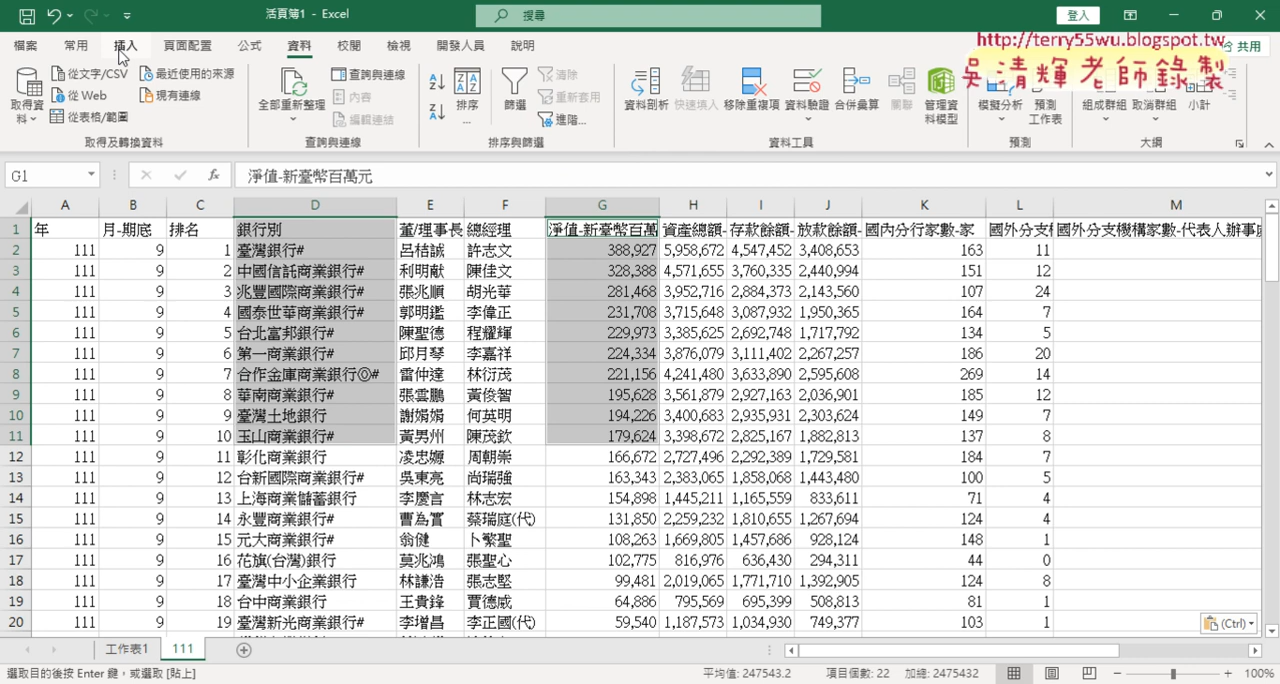 活頁簿1 - Excel
搜尋
登入
檔案 常用 插入 頁面配置 公式 資料 校閱 檢視 開發人員 說明
共用
http://terry55wu.blogspot.tw
吳清輝老師錄製
取得資料 從文字/CSV 最近使用的來源
從 Web 現有連線
從表格/範圍
取得及轉換資料
全部重新整理 查詢與連線
內容
編輯連結
查詢與連線
排序 篩選 清除
重新套用
進階...
排序與篩選
資料剖析 快速填入 移除重複項 資料驗證 合併彙算 關聯 管理資料模型
資料工具
模擬分析 預測工作表
預測
組成群組 取消群組 小計
大綱
G1 fx 淨值-新臺幣百萬元
A B C D E F G H I J K L M
1 年 月-期底 排名 銀行別 董/理事長 總經理 淨值-新臺幣百萬 資產總額- 存款餘額- 放款餘額- 國內分行家數-家 國外分支 國外分支機構家數-代表人辦事
2 111 9 1 臺灣銀行# 呂桔誠 許志文 388,927 5,958,672 4,547,452 3,408,653 163 11
3 111 9 2 中國信託商業銀行# 利明献 陳佳文 328,388 4,571,655 3,760,335 2,440,994 151 12
4 111 9 3 兆豐國際商業銀行# 張兆順 胡光華 281,468 3,952,716 2,884,373 2,143,560 107 24
5 111 9 4 國泰世華商業銀行# 郭明鑑 李偉正 231,708 3,715,648 3,087,932 1,950,365 164 7
6 111 9 5 台北富邦銀行# 陳聖德 程耀輝 229,973 3,385,625 2,692,748 1,717,792 134 5
7 111 9 6 第一商業銀行# 邱月琴 李嘉祥 224,334 3,876,079 3,111,402 2,267,257 186 20
8 111 9 7 合作金庫商業銀行◎# 雷仲達 林衍茂 221,156 4,241,480 3,633,890 2,595,608 269 14
9 111 9 8 華南商業銀行# 張雲鵬 黃俊智 195,628 3,561,879 2,927,163 2,036,901 185 12
10 111 9 9 臺灣土地銀行 謝娟娟 何英明 194,226 3,400,683 2,935,931 2,303,624 149 7
11 111 9 10 玉山商業銀行# 黃男州 陳茂欽 179,624 3,398,672 2,825,167 1,882,813 137 8
12 111 9 11 彰化商業銀行 凌忠嫄 周朝崇 166,672 2,727,496 2,292,389 1,729,581 184 7
13 111 9 12 台新國際商業銀行# 吳東亮 尚瑞強 163,343 2,383,065 1,858,068 1,443,480 100 5
14 111 9 13 上海商業儲蓄銀行 李慶言 林志宏 154,898 1,445,211 1,165,559 833,611 71 4
15 111 9 14 永豐商業銀行# 曹為實 蔡瑞庭(代) 131,850 2,259,232 1,810,655 1,267,694 124 4
16 111 9 15 元大商業銀行# 翁健 卜繁聖 108,263 1,669,805 1,457,686 928,124 148 1
17 111 9 16 花旗(台灣)銀行 莫兆鴻 張聖心 102,775 816,976 636,430 294,311 44 0
18 111 9 17 臺灣中小企業銀行 林謙浩 張志堅 99,481 2,019,065 1,771,710 1,392,905 124 8
19 111 9 18 台中商業銀行 王貴鋒 賈德威 64,886 795,569 695,399 508,813 81 1
20 111 9 19 臺灣新光商業銀行# 李增昌 李正國(代) 59,540 1,187,573 1,034,930 749,377 103 1
(Ctrl)
工作表1 111
選取目的後按 Enter 鍵，或選取 [貼上] 平均值: 247543.2 項目個數: 22 加總: 2475432 100%